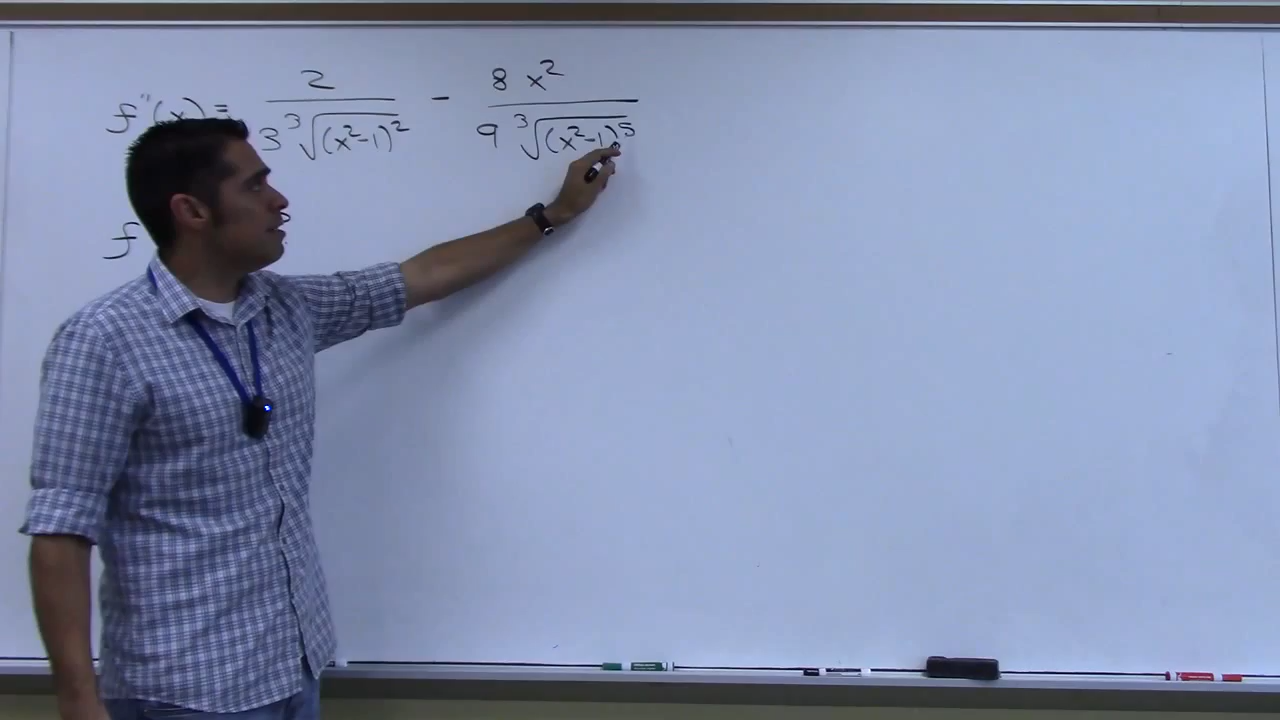 f''(x) = 2 / 3∛(x²-1)² - 8x² / 9∛(x²-1)⁵
f